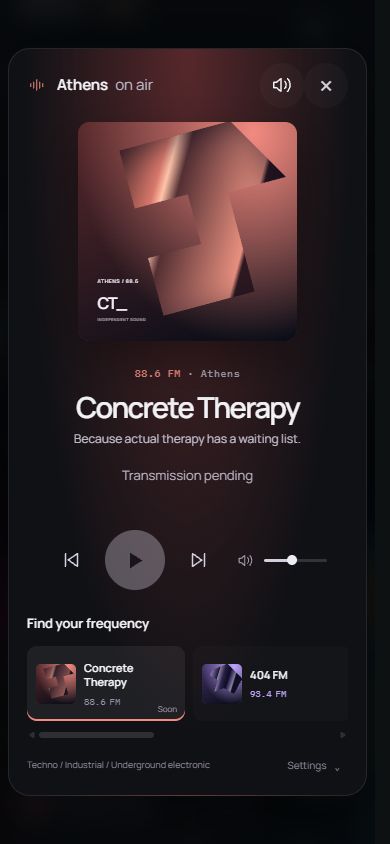 Athens on air
ATHENS / 88.6
CT_
INDEPENDENT SOUND
88.6 FM · Athens
Concrete Therapy
Because actual therapy has a waiting list.
Transmission pending
Find your frequency
Concrete
Therapy
88.6 FM
Soon
404 FM
93.4 FM
Techno / Industrial / Underground electronic
Settings